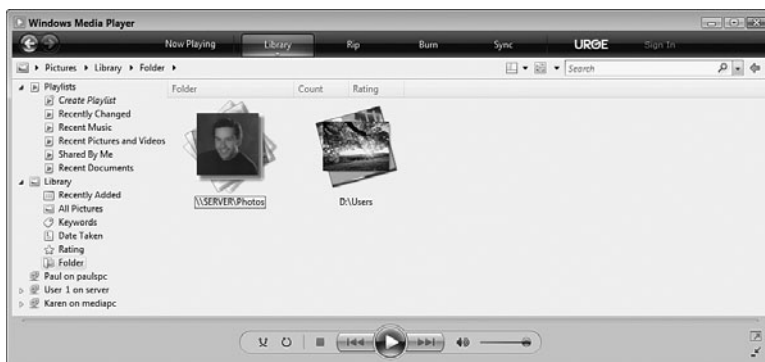 Windows Media Player
Now Playing Library Rip Burn Sync URGE Sign In
Pictures Library Folder Search
Playlists
Create Playlist
Recently Changed
Recent Music
Recent Pictures and Videos
Shared By Me
Recent Documents
Library
Recently Added
All Pictures
Keywords
Date Taken
Rating
Folder
Paul on paulspc
User 1 on server
Karen on mediapc
Folder Count Rating
\\SERVER\Photos D:\Users